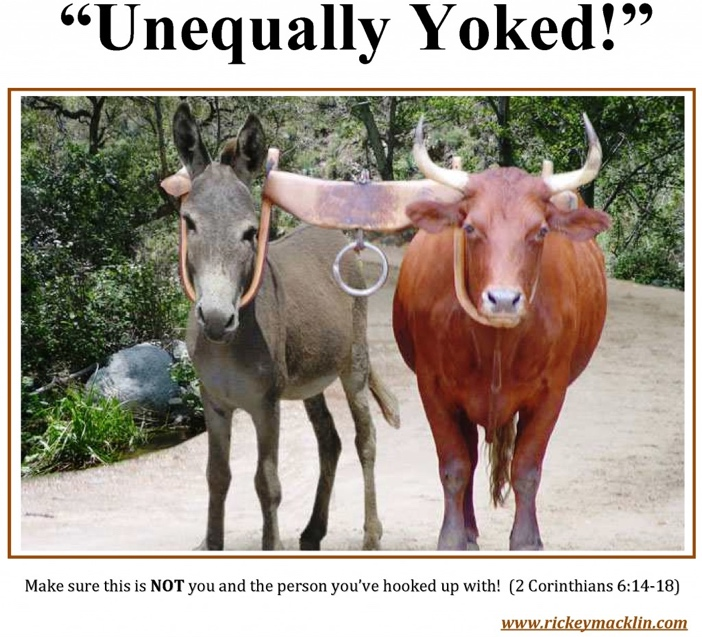 “Unequally Yoked!”
Make sure this is NOT you and the person you’ve hooked up with!  (2 Corinthians 6:14-18)
www.rickeymacklin.com